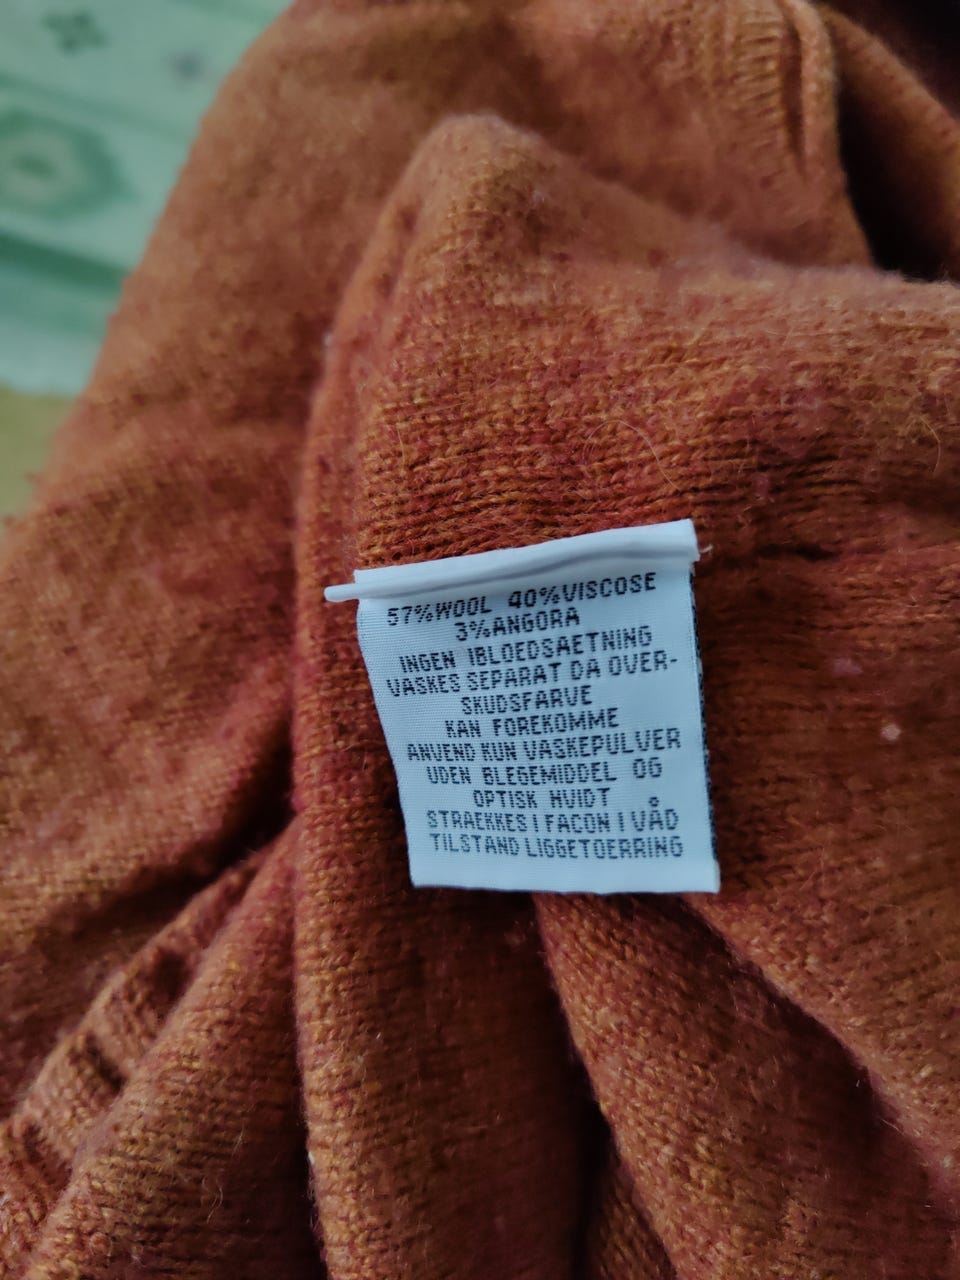 57%WOOL 40%VISCOSE
3%ANGORA
INGEN IBLOEDSAETNING
VASKES SEPARAT DA OVER-
SKUDSFARVE
KAN FOREKOMME
ANVEND KUN VASKEPULVER
UDEN BLEGEMIDDEL OG
OPTISK HVIDT
STRAEKKES I FACON I VÅD
TILSTAND LIGGETOERRING